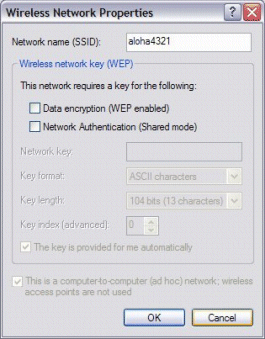 Wireless Network Properties
Network name (SSID): aloha4321
Wireless network key (WEP)
This network requires a key for the following:
Data encryption (WEP enabled)
Network Authentication (Shared mode)
Network key:
Key format: ASCII characters
Key length: 104 bits (13 characters)
Key index (advanced): 0
The key is provided for me automatically
This is a computer-to-computer (ad hoc) network; wireless
access points are not used
OK Cancel